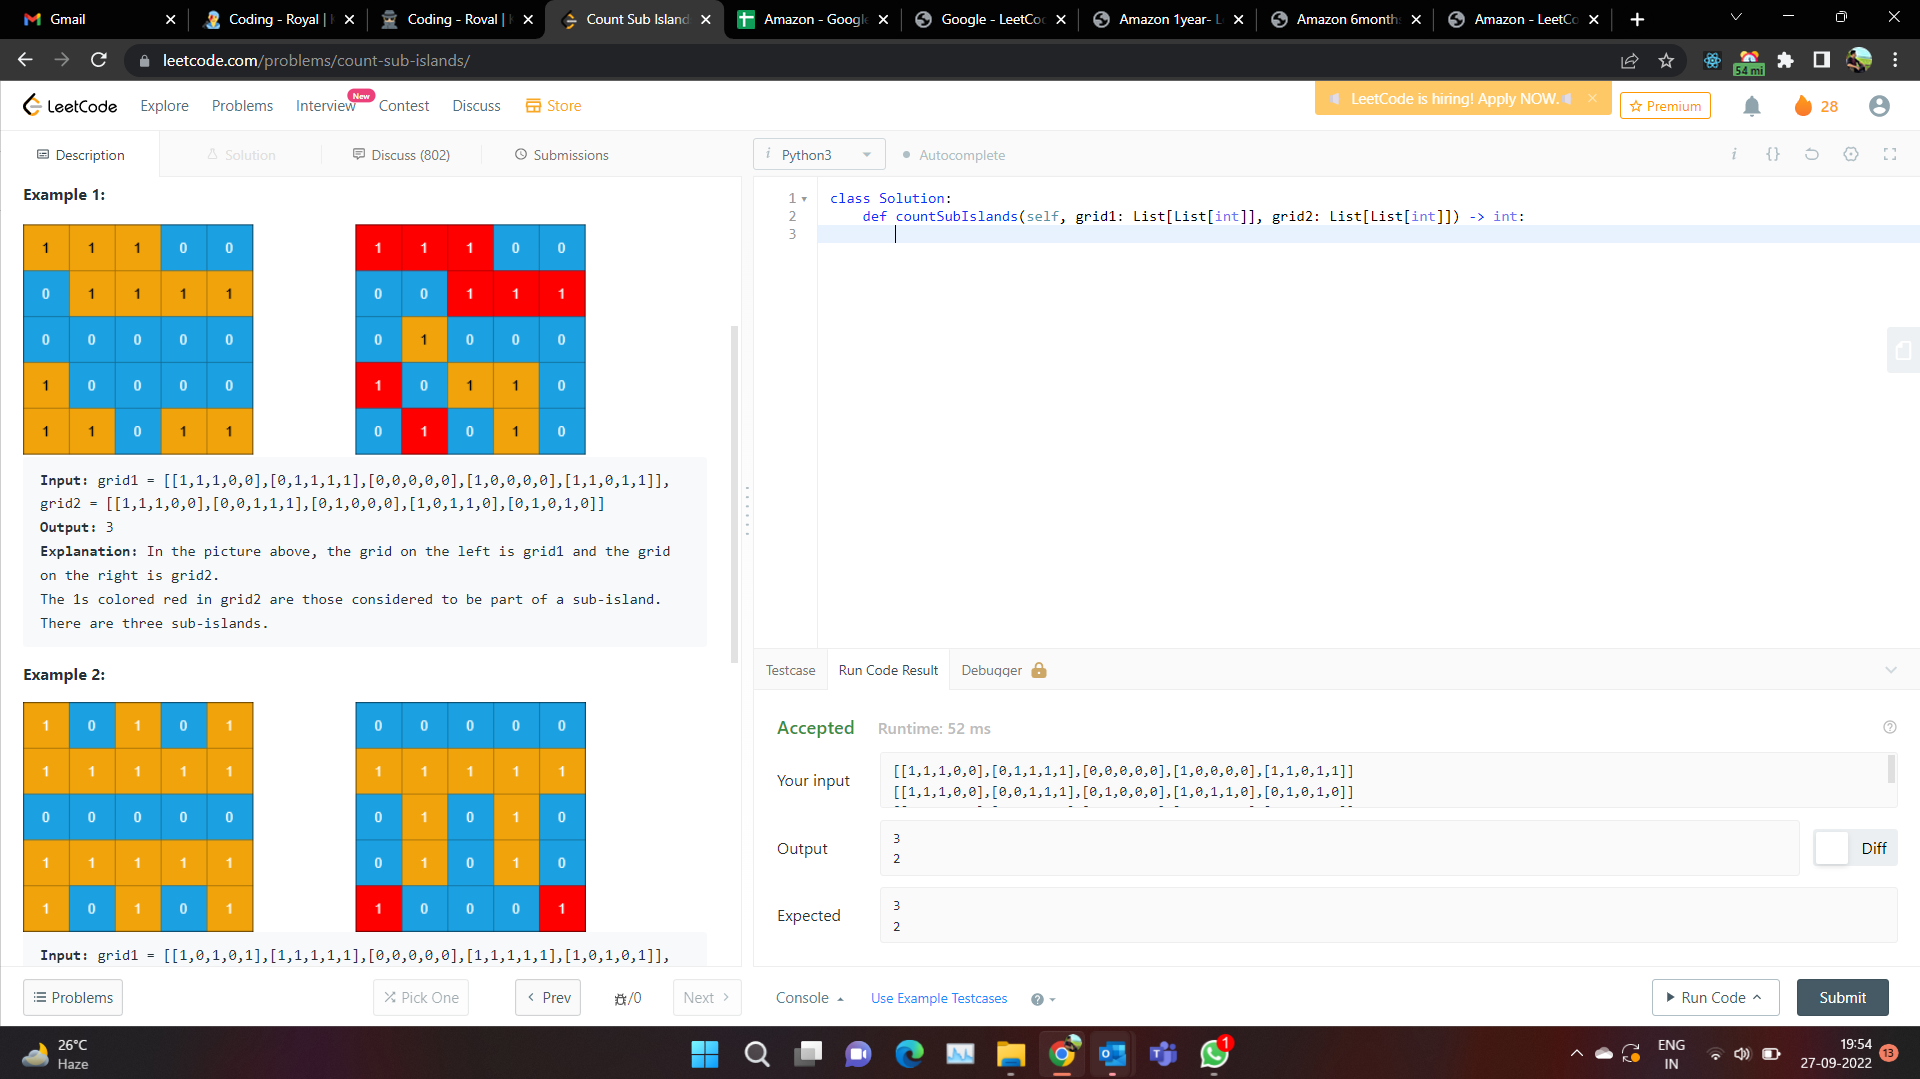 Gmail
Coding - Royal |
Coding - Royal |
Count Sub Island
Amazon - Google
Google - LeetCo
Amazon 1year- L
Amazon 6month
Amazon - LeetCo
leetcode.com/problems/count-sub-islands/
54 mi
LeetCode
Explore
Problems
Interview
New
Contest
Discuss
Store
LeetCode is hiring! Apply NOW.
Premium
28
Description
Solution
Discuss (802)
Submissions
i Python3
Autocomplete
Example 1:
1 1 1 0 0
0 1 1 1 1
0 0 0 0 0
1 0 0 0 0
1 1 0 1 1
1 1 1 0 0
0 0 1 1 1
0 1 0 0 0
1 0 1 1 0
0 1 0 1 0
Input: grid1 = [[1,1,1,0,0],[0,1,1,1,1],[0,0,0,0,0],[1,0,0,0,0],[1,1,0,1,1]],
grid2 = [[1,1,1,0,0],[0,0,1,1,1],[0,1,0,0,0],[1,0,1,1,0],[0,1,0,1,0]]
Output: 3
Explanation: In the picture above, the grid on the left is grid1 and the grid
on the right is grid2.
The 1s colored red in grid2 are those considered to be part of a sub-island.
There are three sub-islands.
Example 2:
1 0 1 0 1
1 1 1 1 1
0 0 0 0 0
1 1 1 1 1
1 0 1 0 1
0 0 0 0 0
1 1 1 1 1
0 1 0 1 0
0 1 0 1 0
1 0 0 0 1
Input: grid1 = [[1,0,1,0,1],[1,1,1,1,1],[0,0,0,0,0],[1,1,1,1,1],[1,0,1,0,1]],
1 class Solution:
2 def countSubIslands(self, grid1: List[List[int]], grid2: List[List[int]]) -> int:
3
Testcase
Run Code Result
Debugger
Accepted
Runtime: 52 ms
Your input
[[1,1,1,0,0],[0,1,1,1,1],[0,0,0,0,0],[1,0,0,0,0],[1,1,0,1,1]]
[[1,1,1,0,0],[0,0,1,1,1],[0,1,0,0,0],[1,0,1,1,0],[0,1,0,1,0]]
Output
3
2
Diff
Expected
3
2
Problems
Pick One
Prev
/0
Next
Console
Use Example Testcases
Run Code
Submit
26°C
Haze
1
ENG
IN
19:54
27-09-2022
13